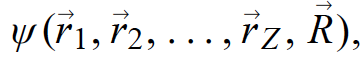 ψ(r⃗₁, r⃗₂, . . . , r⃗_Z, R⃗),